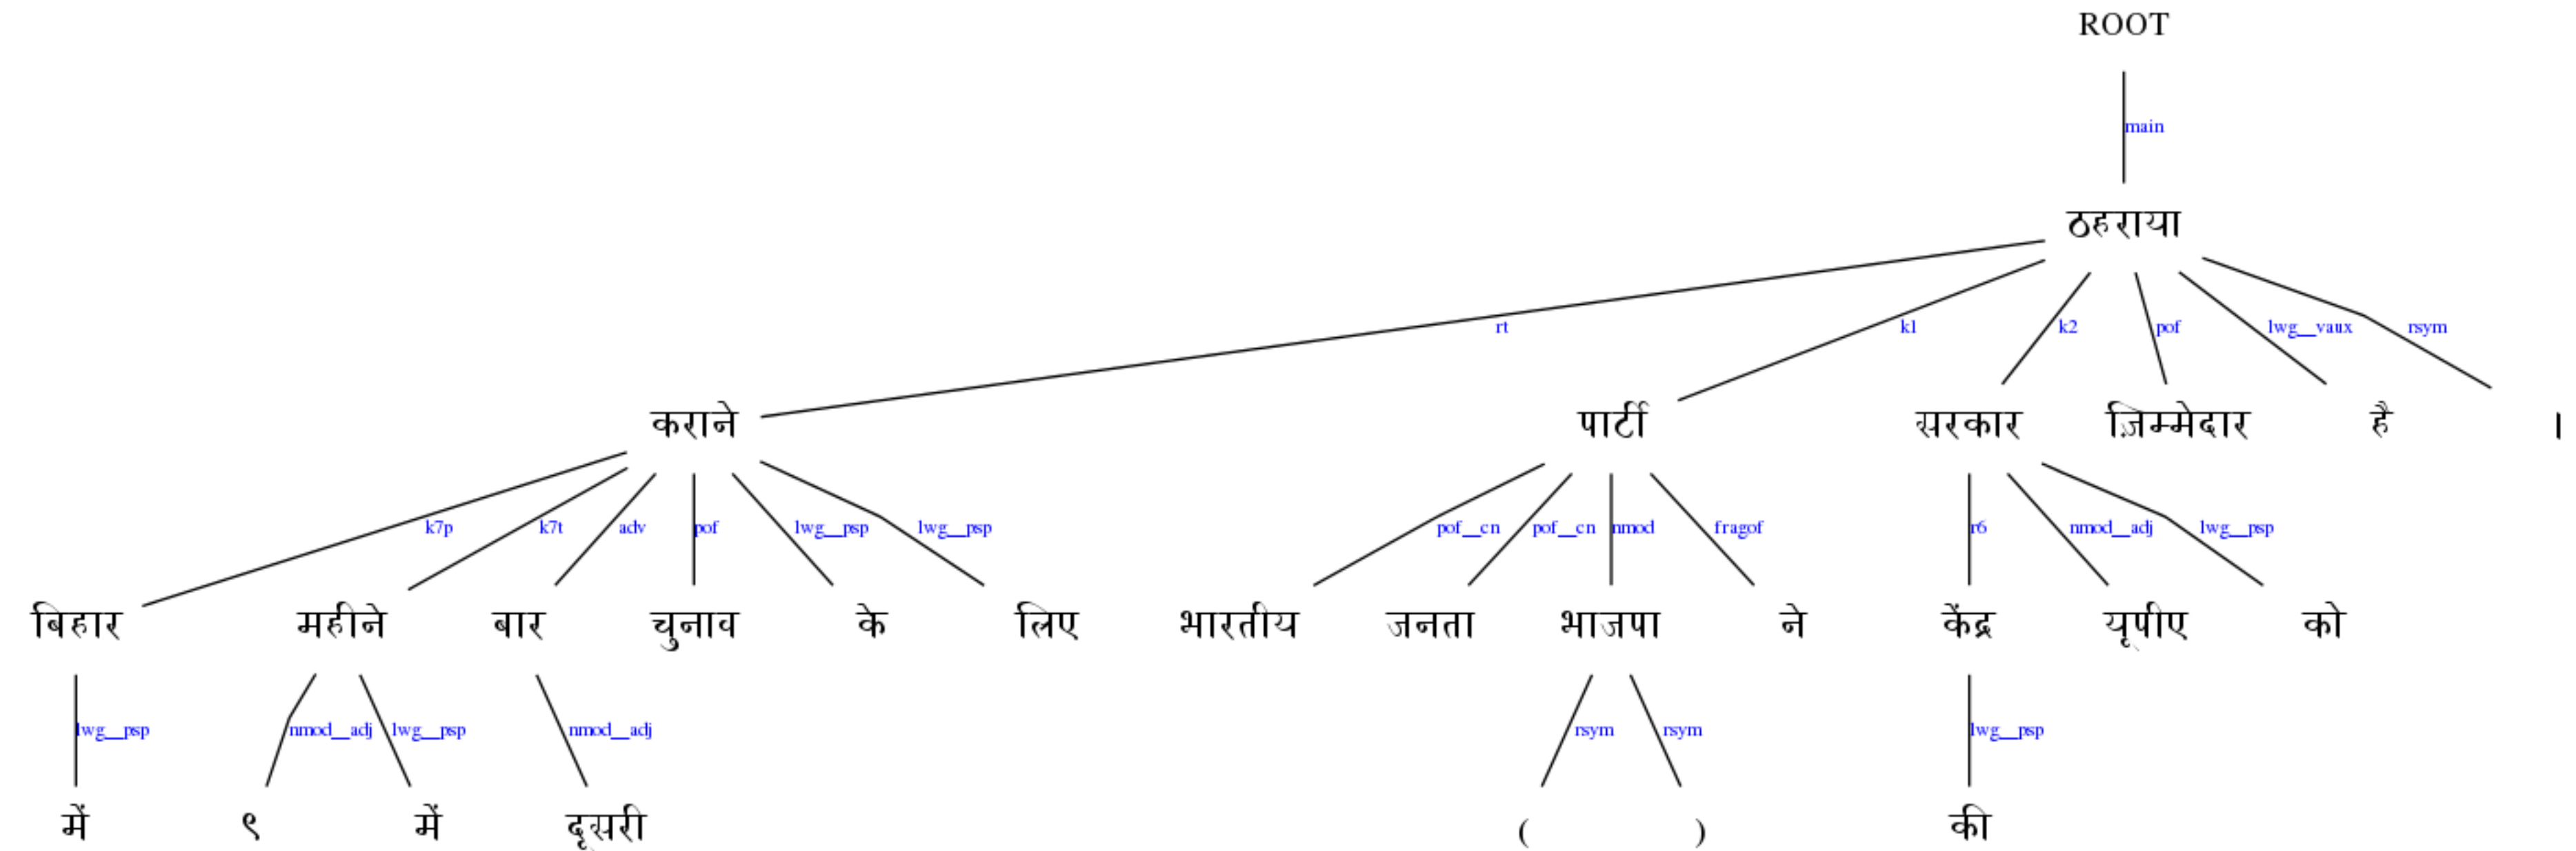 ROOT
main
ठहराया
rt k1 k2 pof lwg__vaux rsym
कराने पार्टी सरकार ज़िम्मेदार है ।
k7p k7t adv pof lwg__psp lwg__psp pof__cn pof__cn nmod fragof r6 nmod__adj lwg__psp
बिहार महीने बार चुनाव के लिए भारतीय जनता भाजपा ने केंद्र यूपीए को
lwg__psp nmod__adj lwg__psp nmod__adj rsym rsym lwg__psp
में ९ में दूसरी ( ) की